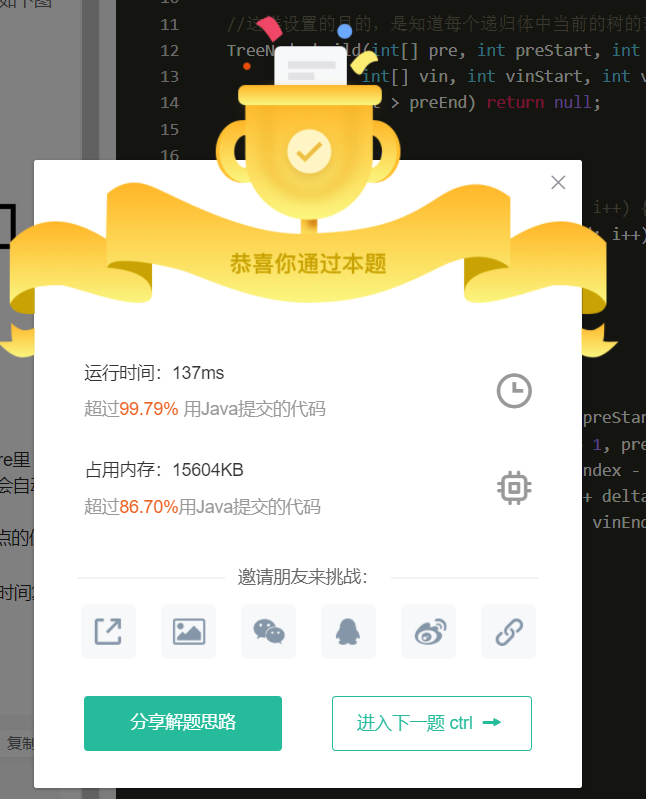 如下图
11 //这样设置的目的，是知道每个递归体中当前的树的
12 TreeNode build(int[] pre, int preStart, int
13 int[] vin, int vinStart, int v
14 > preEnd) return null;
15
16
i++)
i++)
恭喜你通过本题
运行时间：137ms
超过99.79% 用Java提交的代码
preStar
1, pre
re里
占用内存：15604KB
ndex -
会自动
+ delta
超过86.70%用Java提交的代码
vinEnd
点的值
邀请朋友来挑战：
时间
分享解题思路
进入下一题 ctrl
复制